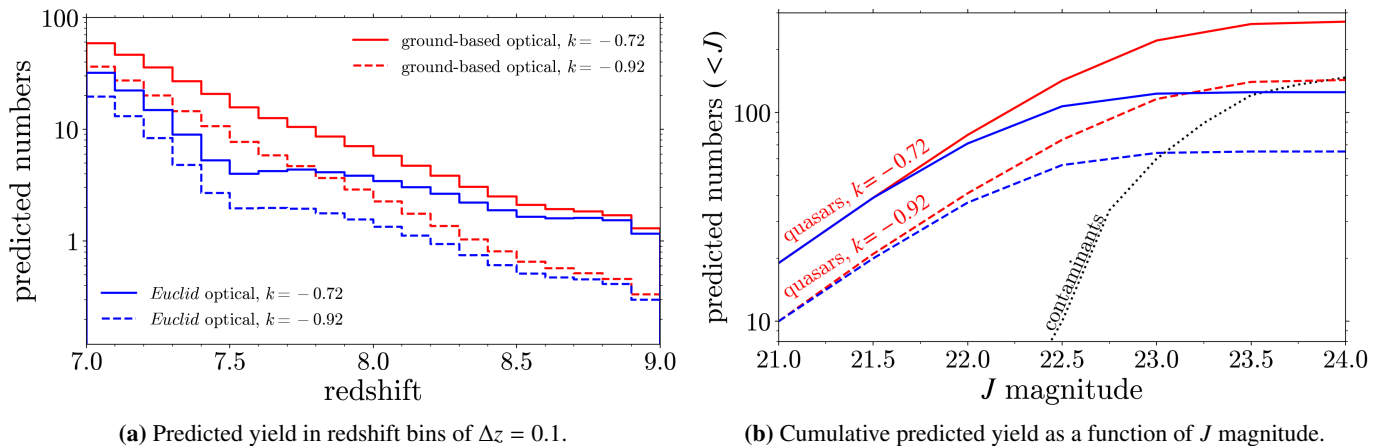 predicted numbers
100
10
1
ground-based optical, k = −0.72
ground-based optical, k = −0.92
Euclid optical, k = −0.72
Euclid optical, k = −0.92
7.0 7.5 8.0 8.5 9.0
redshift
(a) Predicted yield in redshift bins of Δz = 0.1.
predicted numbers (< J)
100
10
quasars, k = −0.72
quasars, k = −0.92
contaminants
21.0 21.5 22.0 22.5 23.0 23.5 24.0
J magnitude
(b) Cumulative predicted yield as a function of J magnitude.